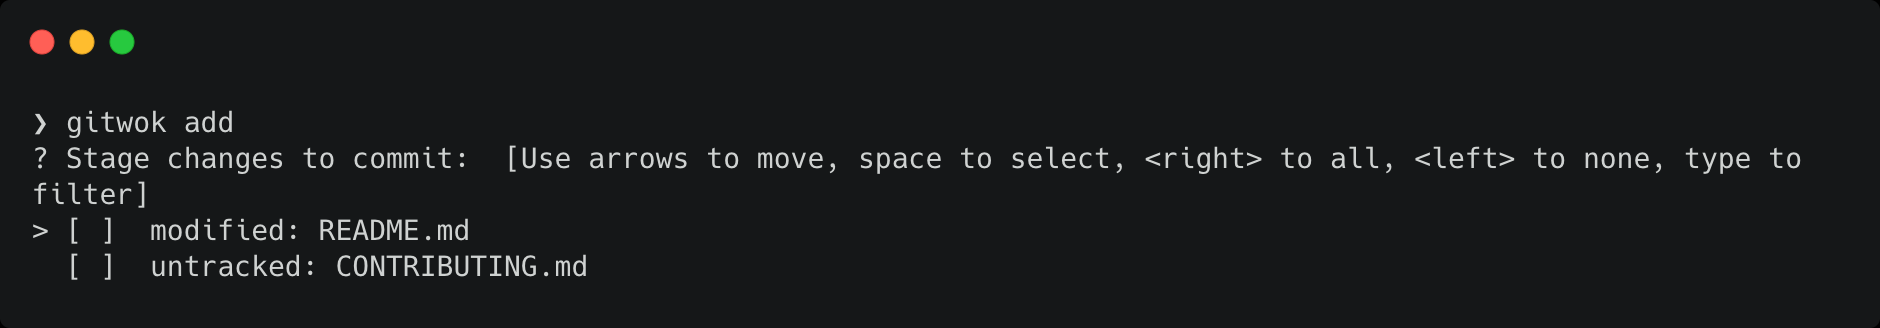 ❯ gitwok add
? Stage changes to commit:  [Use arrows to move, space to select, <right> to all, <left> to none, type to
filter]
> [ ]  modified: README.md
  [ ]  untracked: CONTRIBUTING.md